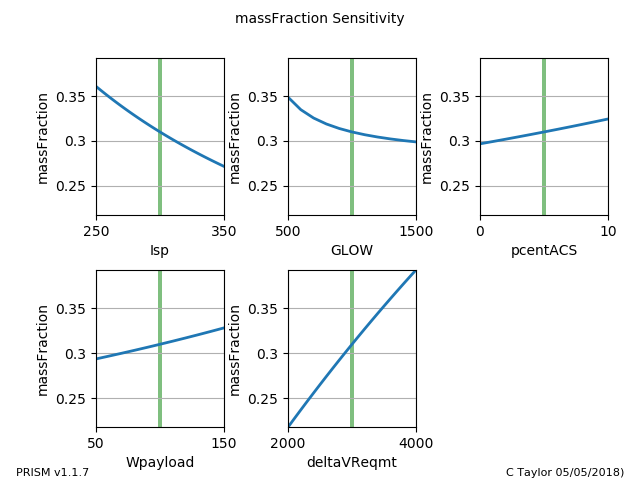 massFraction Sensitivity
massFraction
0.35
0.3
0.25
250
350
Isp
massFraction
0.35
0.3
0.25
500
1500
GLOW
massFraction
0.35
0.3
0.25
0
10
pcentACS
massFraction
0.35
0.3
0.25
50
150
Wpayload
massFraction
0.35
0.3
0.25
2000
4000
deltaVReqmt
PRISM v1.1.7
C Taylor 05/05/2018)